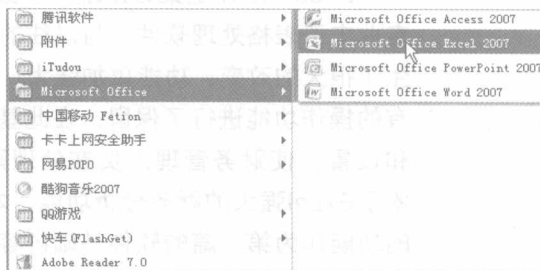 腾讯软件
附件
iTudou
Microsoft Office
中国移动 Fetion
卡卡上网安全助手
网易POPO
酷狗音乐2007
QQ游戏
快车(FlashGet)
Adobe Reader 7.0
Microsoft Office Access 2007
Microsoft Office Excel 2007
Microsoft Office PowerPoint 2007
Microsoft Office Word 2007